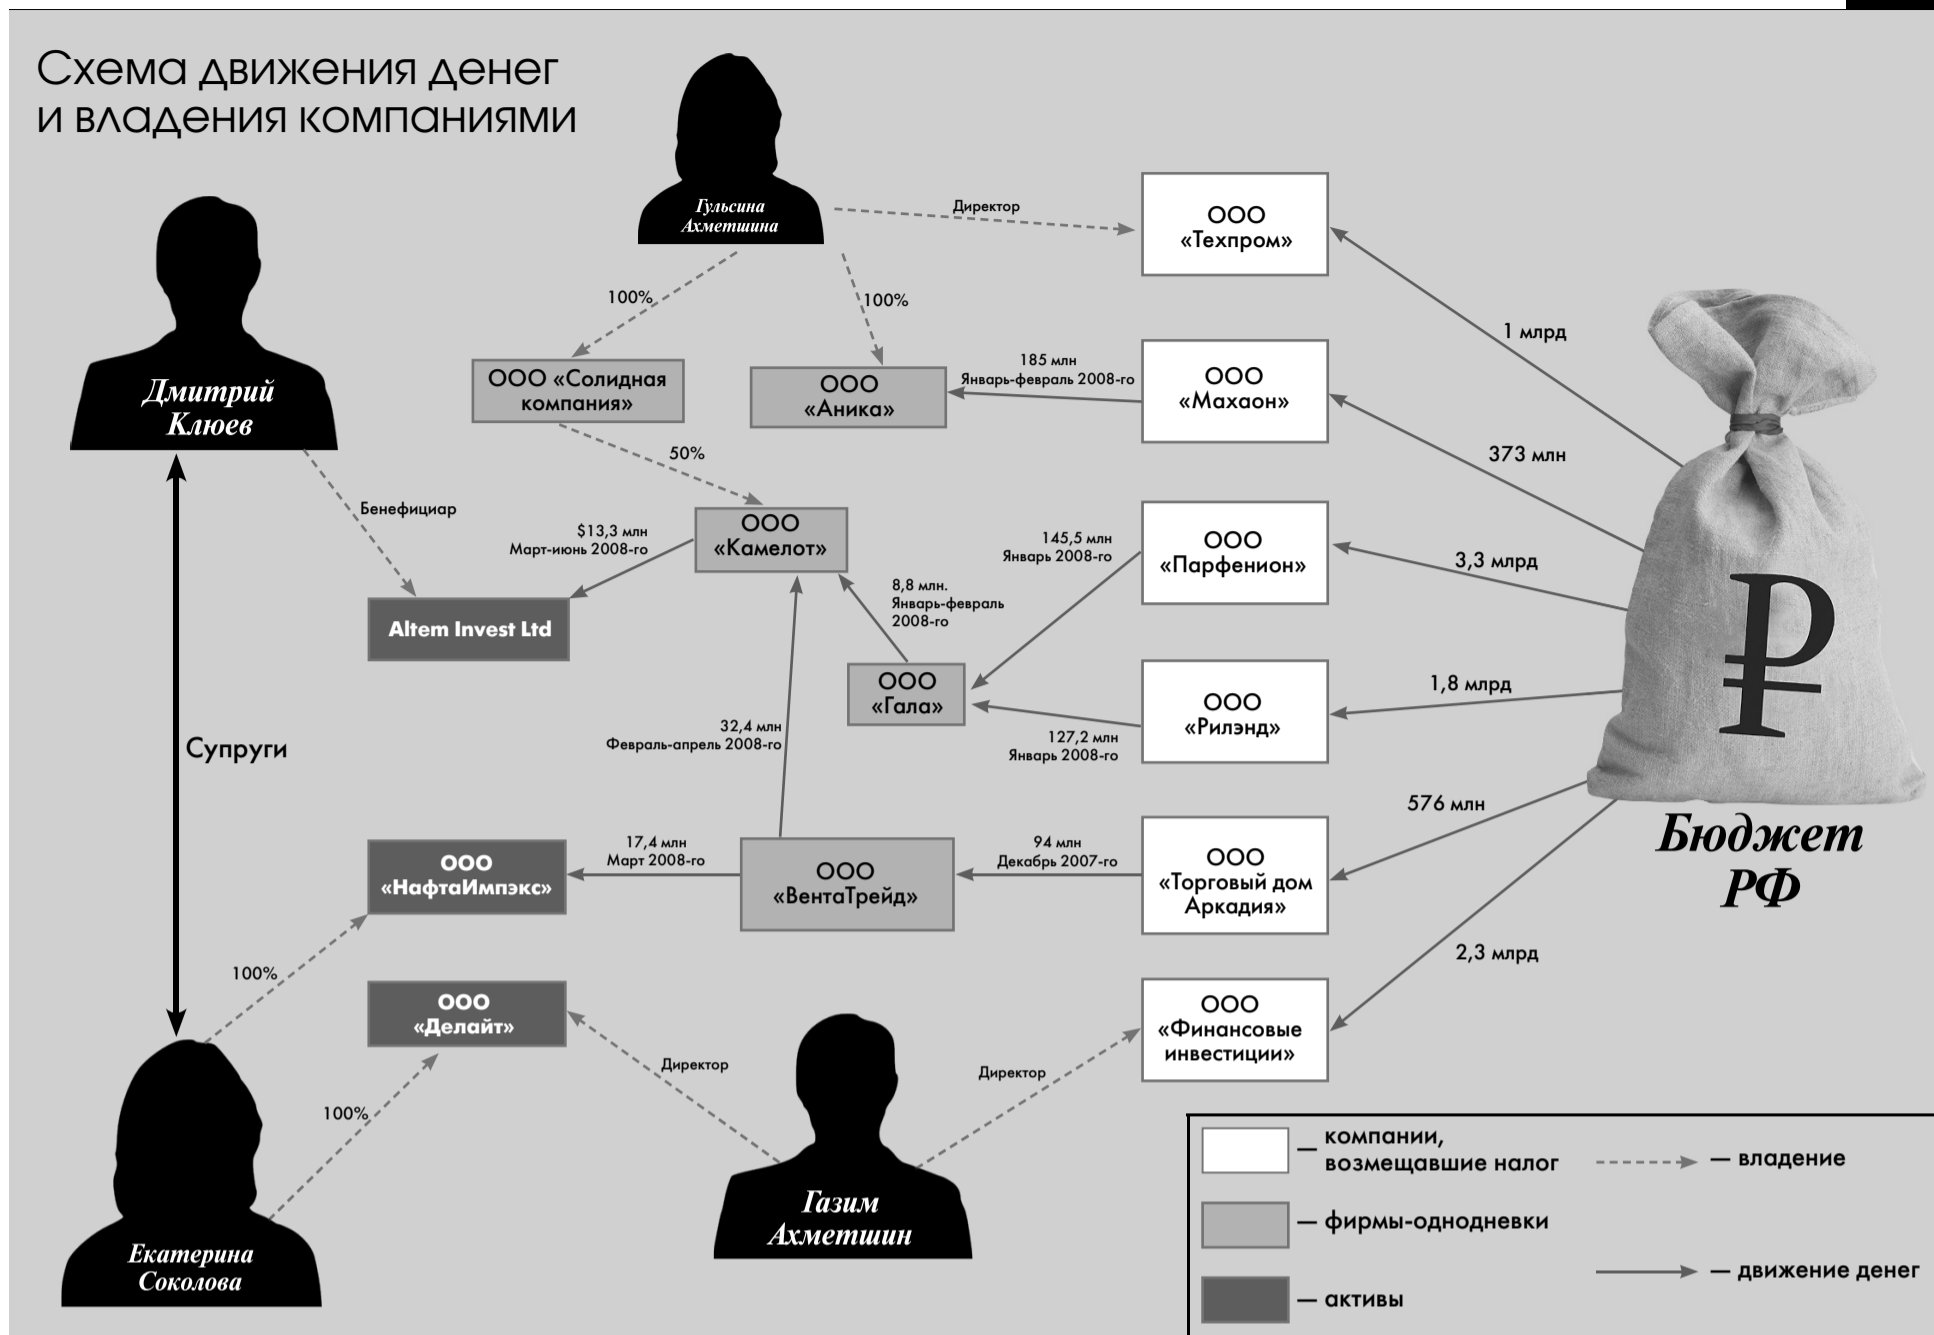 Схема движения денег
и владения компаниями
Гульсина
Ахметшина
Директор
ООО
«Техпром»
1 млрд
100%
100%
Дмитрий
Клюев
ООО «Солидная
компания»
ООО
«Аника»
185 млн
Январь-февраль 2008-го
ООО
«Махаон»
373 млн
50%
Бенефициар
$13,3 млн
Март-июнь 2008-го
ООО
«Камелот»
145,5 млн
Январь 2008-го
ООО
«Парфенион»
3,3 млрд
8,8 млн.
Январь-февраль
2008-го
Altem Invest Ltd
ООО
«Гала»
ООО
«Рилэнд»
1,8 млрд
₽
32,4 млн
Февраль-апрель 2008-го
127,2 млн
Январь 2008-го
Супруги
576 млн
Бюджет
РФ
ООО
«НафтаИмпэкс»
17,4 млн
Март 2008-го
ООО
«ВентаТрейд»
94 млн
Декабрь 2007-го
ООО
«Торговый дом
Аркадия»
2,3 млрд
100%
ООО
«Делайт»
ООО
«Финансовые
инвестиции»
Директор
Директор
100%
Екатерина
Соколова
Газим
Ахметшин
— компании,
возмещавшие налог
— владение
— фирмы-однодневки
— движение денег
— активы